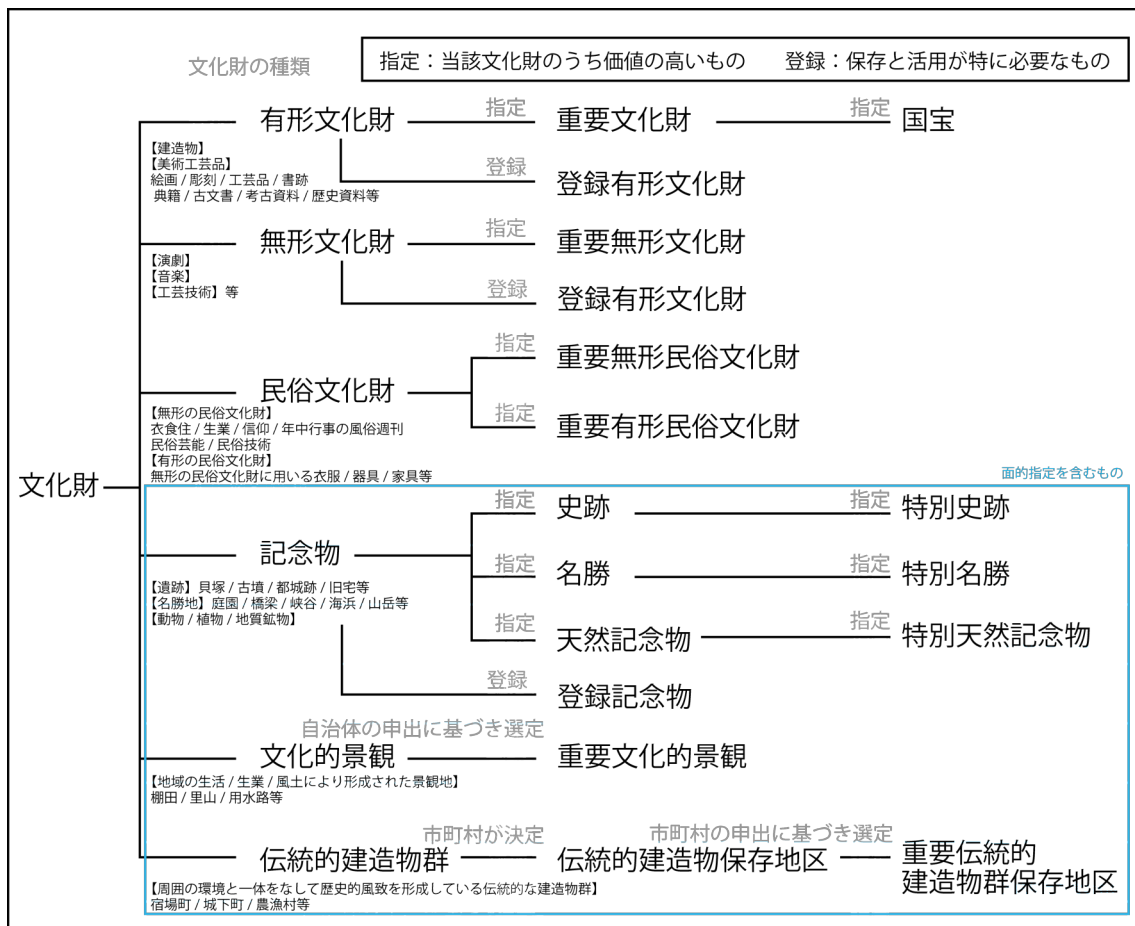 文化財の種類
指定：当該文化財のうち価値の高いもの　　登録：保存と活用が特に必要なもの
有形文化財 指定 重要文化財 指定 国宝
【建造物】
【美術工芸品】
絵画 / 彫刻 / 工芸品 / 書跡
典籍 / 古文書 / 考古資料 / 歴史資料等
登録 登録有形文化財
無形文化財 指定 重要無形文化財
【演劇】
【音楽】
【工芸技術】等
登録 登録有形文化財
指定 重要無形民俗文化財
民俗文化財
指定 重要有形民俗文化財
【無形の民俗文化財】
衣食住 / 生業 / 信仰 / 年中行事の風俗週刊
民俗芸能 / 民俗技術
【有形の民俗文化財】
無形の民俗文化財に用いる衣服 / 器具 / 家具等
文化財
面的指定を含むもの
指定 史跡 指定 特別史跡
記念物
指定 名勝 指定 特別名勝
【遺跡】貝塚 / 古墳 / 都城跡 / 旧宅等
【名勝地】庭園 / 橋梁 / 峡谷 / 海浜 / 山岳等
【動物 / 植物 / 地質鉱物】
指定 天然記念物 指定 特別天然記念物
登録 登録記念物
自治体の申出に基づき選定
文化的景観 重要文化的景観
【地域の生活 / 生業 / 風土により形成された景観地】
棚田 / 里山 / 用水路等
市町村が決定 市町村の申出に基づき選定
伝統的建造物群 伝統的建造物保存地区 重要伝統的
建造物群保存地区
【周囲の環境と一体をなして歴史的風致を形成している伝統的な建造物群】
宿場町 / 城下町 / 農漁村等